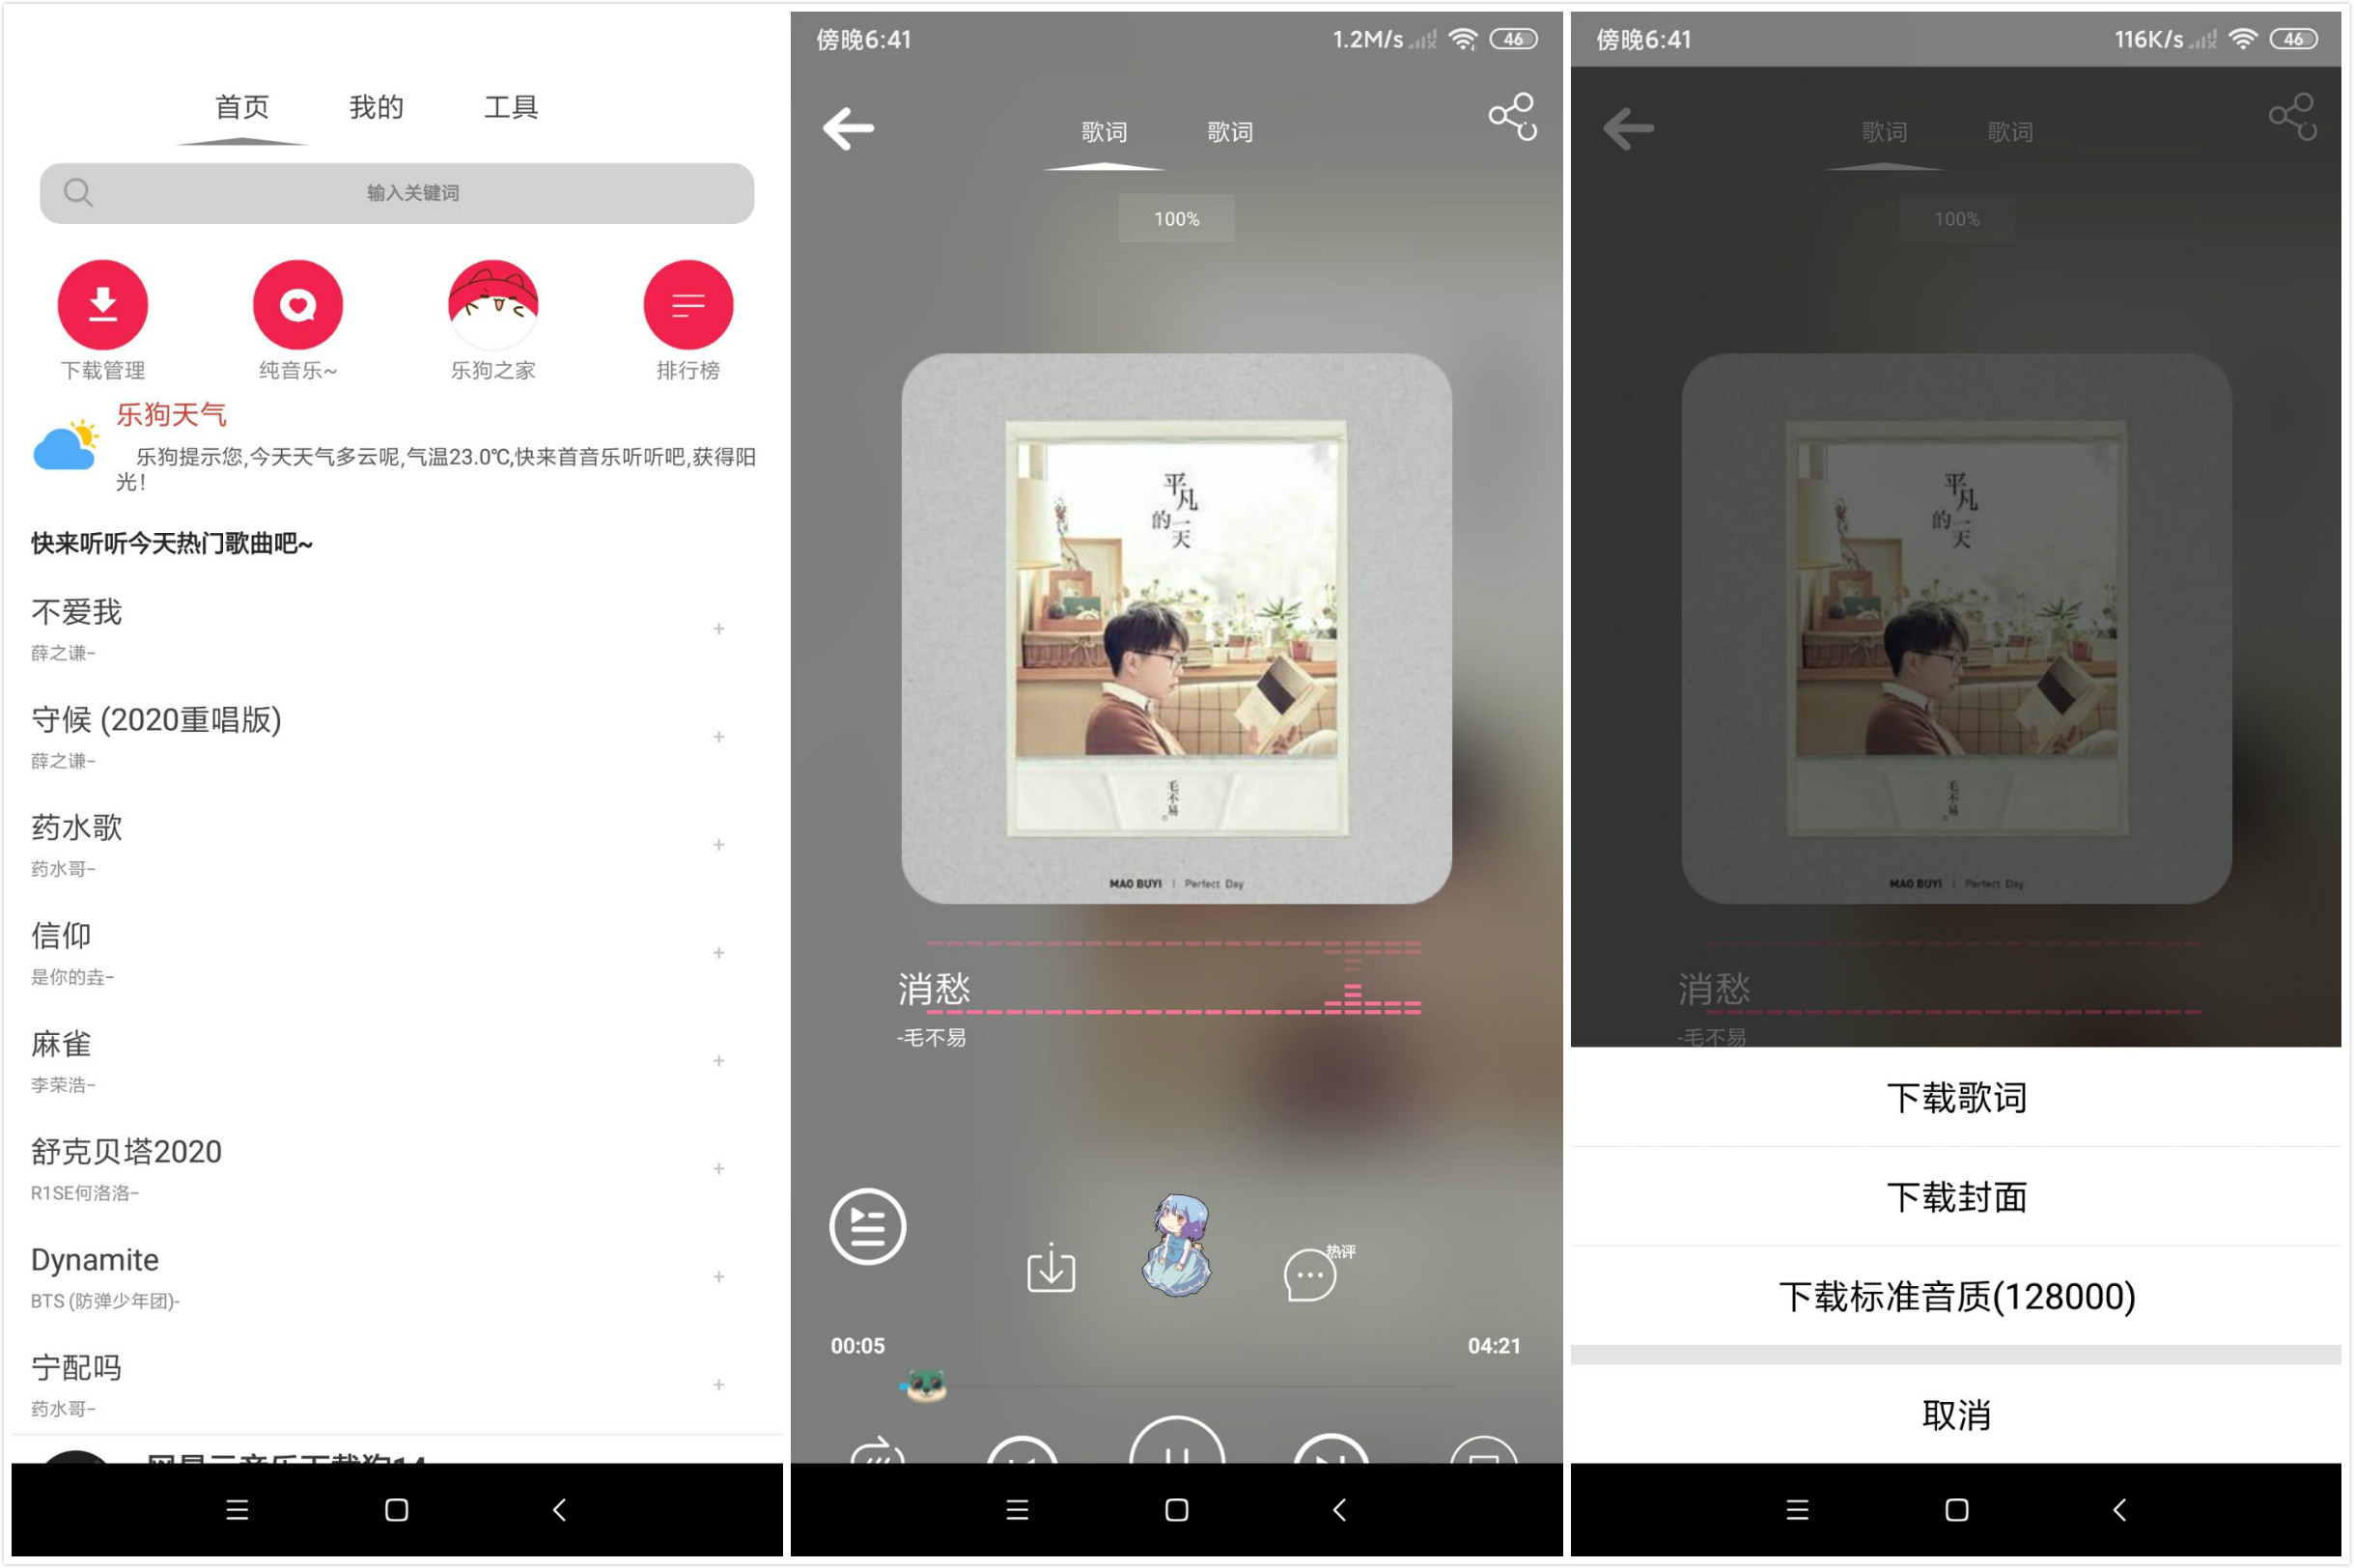 首页 我的 工具
输入关键词
下载管理 纯音乐~ 乐狗之家 排行榜
乐狗天气
乐狗提示您,今天天气多云呢,气温23.0℃,快来首音乐听听吧,获得阳
光!
快来听听今天热门歌曲吧~
不爱我
薛之谦-
守候 (2020重唱版)
薛之谦-
药水歌
药水哥-
信仰
是你的垚-
麻雀
李荣浩-
舒克贝塔2020
R1SE何洛洛-
Dynamite
BTS (防弹少年团)-
宁配吗
药水哥-
傍晚6:41 1.2M/s 46
歌词 歌词
100%
平凡
的一天
毛不易。
MAO BUYI | Perfect Day
消愁
-毛不易
热评
00:05 04:21
傍晚6:41 116K/s 46
歌词 歌词
100%
平凡
的一天
毛不易。
MAO BUYI | Perfect Day
消愁
-毛不易
下载歌词
下载封面
下载标准音质(128000)
取消